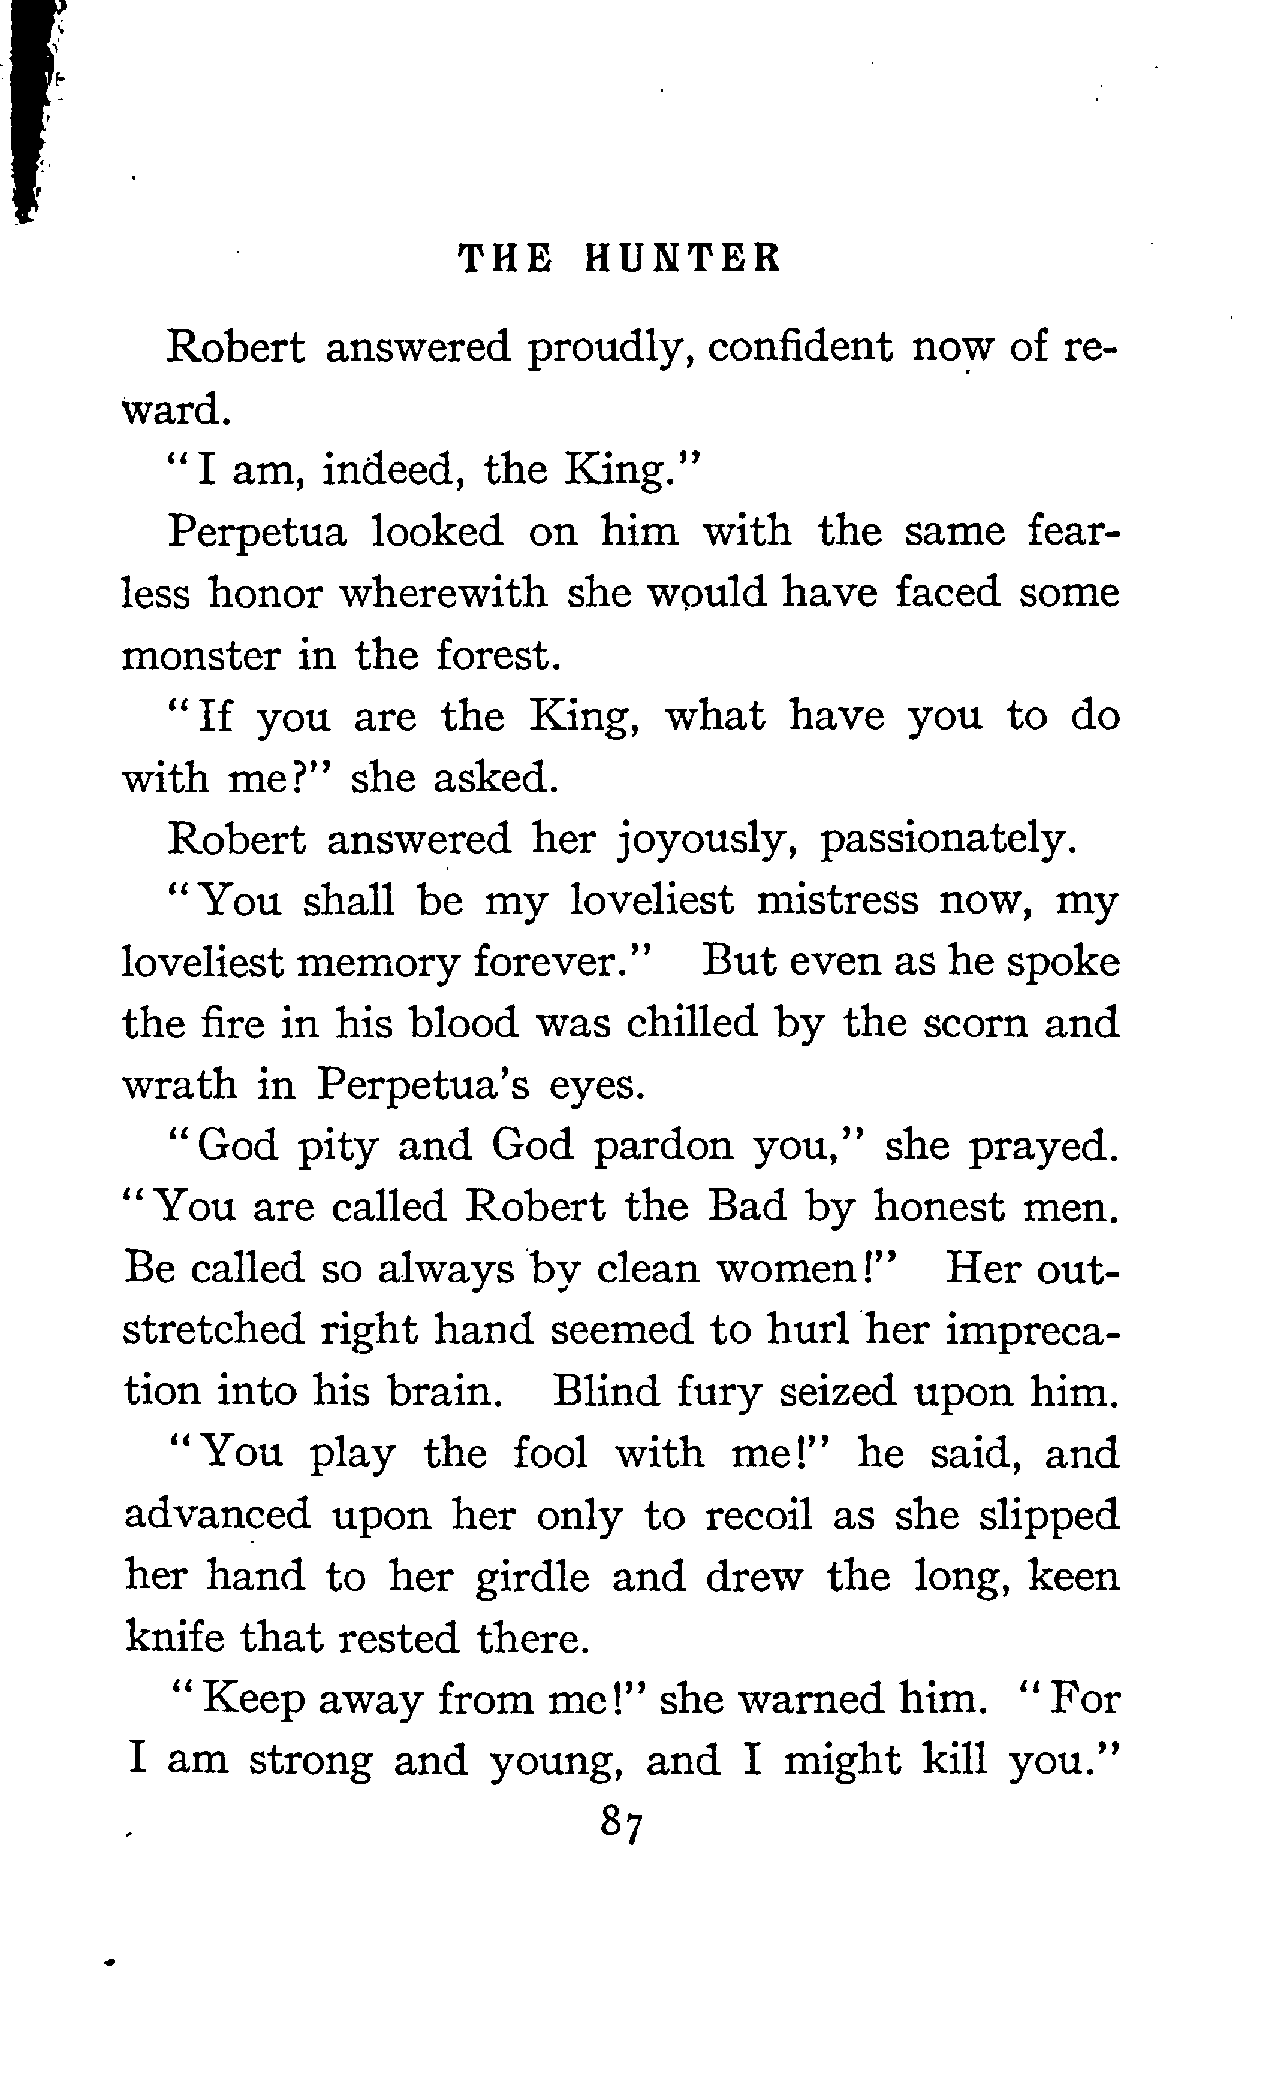 THE HUNTER
Robert answered proudly, confident now of re-
ward.
"I am, indeed, the King."
Perpetua looked on him with the same fear-
less honor wherewith she would have faced some
monster in the forest.
"If you are the King, what have you to do
with me?" she asked.
Robert answered her joyously, passionately.
"You shall be my loveliest mistress now, my
loveliest memory forever." But even as he spoke
the fire in his blood was chilled by the scorn and
wrath in Perpetua's eyes.
"God pity and God pardon you," she prayed.
"You are called Robert the Bad by honest men.
Be called so always by clean women!" Her out-
stretched right hand seemed to hurl her impreca-
tion into his brain. Blind fury seized upon him.
"You play the fool with me!" he said, and
advanced upon her only to recoil as she slipped
her hand to her girdle and drew the long, keen
knife that rested there.
"Keep away from me!" she warned him. "For
I am strong and young, and I might kill you."
87